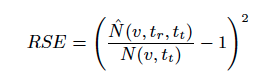 RSE = \left( \frac{\hat{N}(v, t_r, t_t)}{N(v, t_t)} - 1 \right)^2